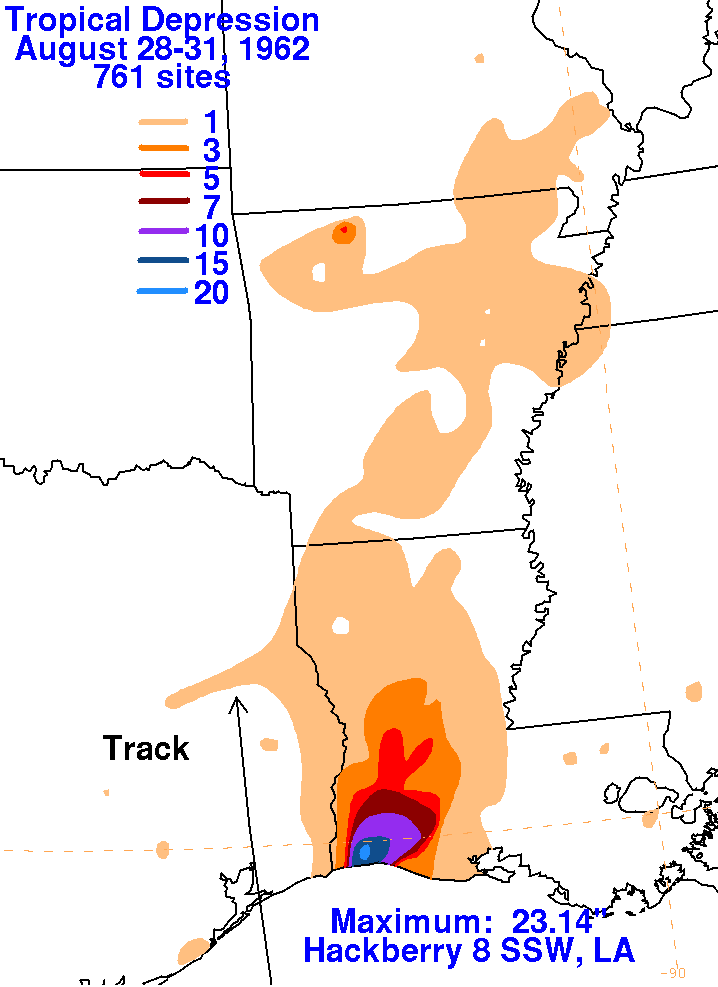 Tropical Depression
August 28-31, 1962
761 sites
1
3
5
7
10
15
20
Track
Maximum: 23.14"
Hackberry 8 SSW, LA
-90